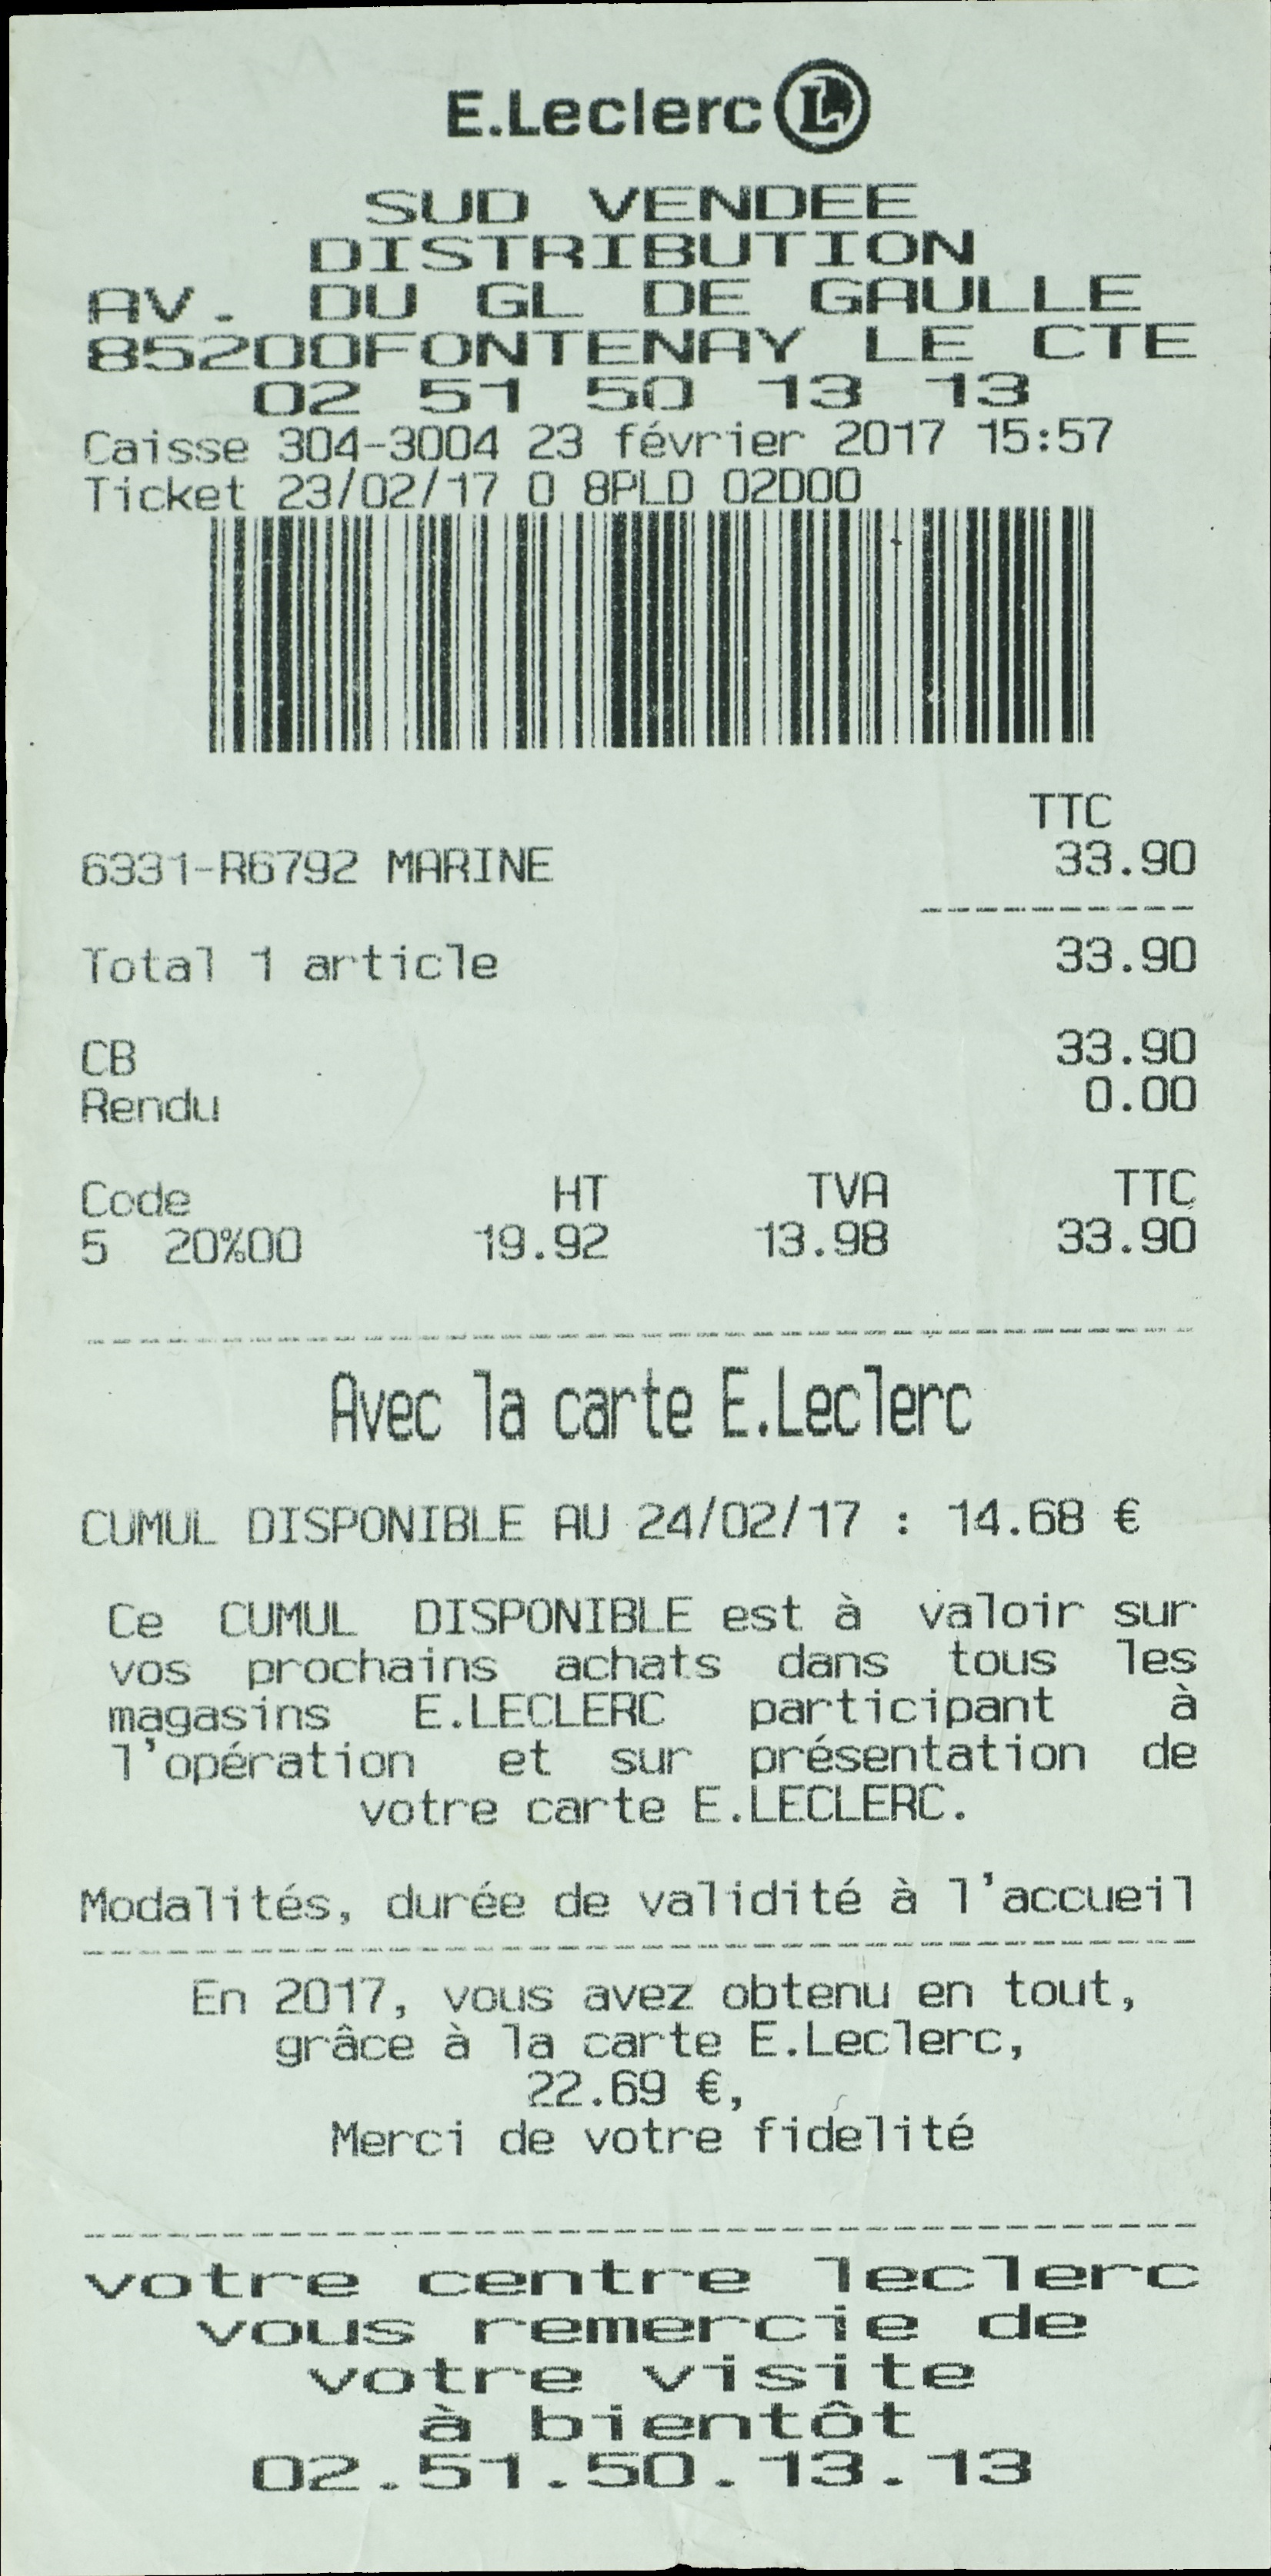 E.Leclerc L
SUD VENDEE
DISTRIBUTION
AV. DU GL DE GAULLE
85200FONTENAY LE CTE
02 51 50 13 13
Caisse 304-3004 23 février 2017 15:57
Ticket 23/02/17 0 8PLD 02D00
TTC
6331-R6792 MARINE 33.90
Total 1 article 33.90
CB 33.90
Rendu 0.00
Code HT TVA TTC
5 20%00 19.92 13.98 33.90
Avec la carte E.Leclerc
CUMUL DISPONIBLE AU 24/02/17 : 14.68 €
Ce CUMUL DISPONIBLE est à valoir sur
vos prochains achats dans tous les
magasins E.LECLERC participant à
l'opération et sur présentation de
votre carte E.LECLERC.
Modalités, durée de validité à l'accueil
En 2017, vous avez obtenu en tout,
grâce à la carte E.Leclerc,
22.69 €,
Merci de votre fidelité
votre centre leclerc
vous remercie de
votre visite
à bientôt
02.51.50.13.13